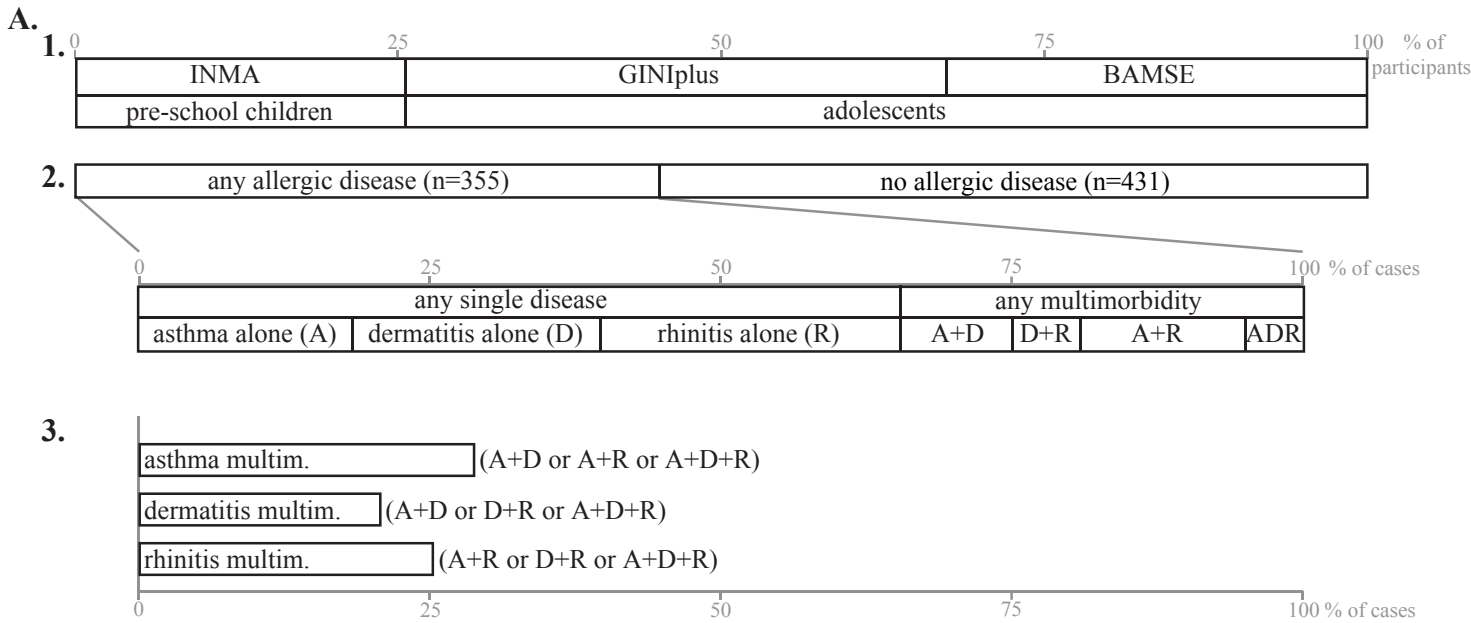 A.
1. 0 25 50 75 100 % of participants
INMA GINIplus BAMSE
pre-school children adolescents
2. any allergic disease (n=355) no allergic disease (n=431)
0 25 50 75 100 % of cases
any single disease any multimorbidity
asthma alone (A) dermatitis alone (D) rhinitis alone (R) A+D D+R A+R ADR
3.
asthma multim. (A+D or A+R or A+D+R)
dermatitis multim. (A+D or D+R or A+D+R)
rhinitis multim. (A+R or D+R or A+D+R)
0 25 50 75 100 % of cases